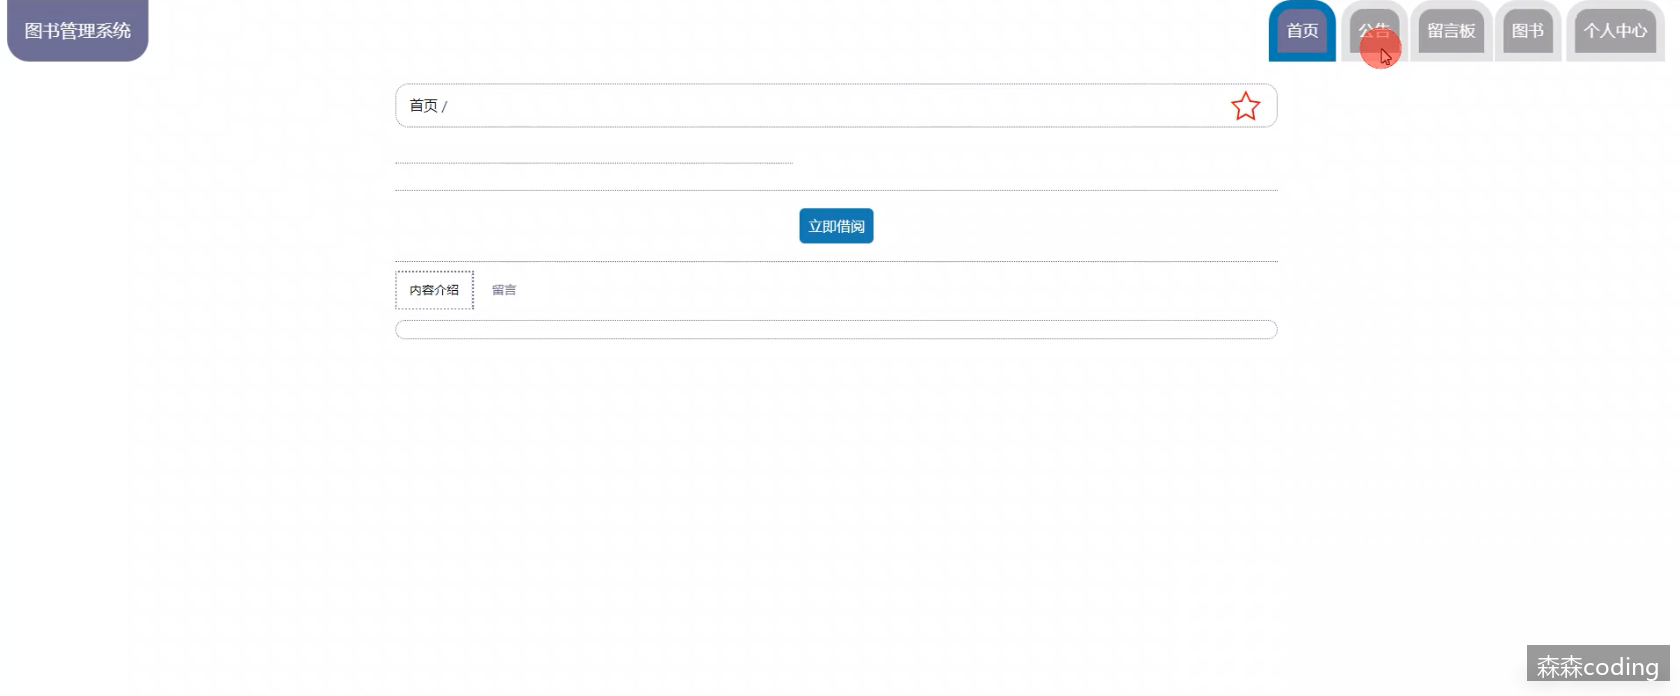 图书管理系统
首页
公告
留言板
图书
个人中心
首页 /
立即借阅
内容介绍
留言
森森coding